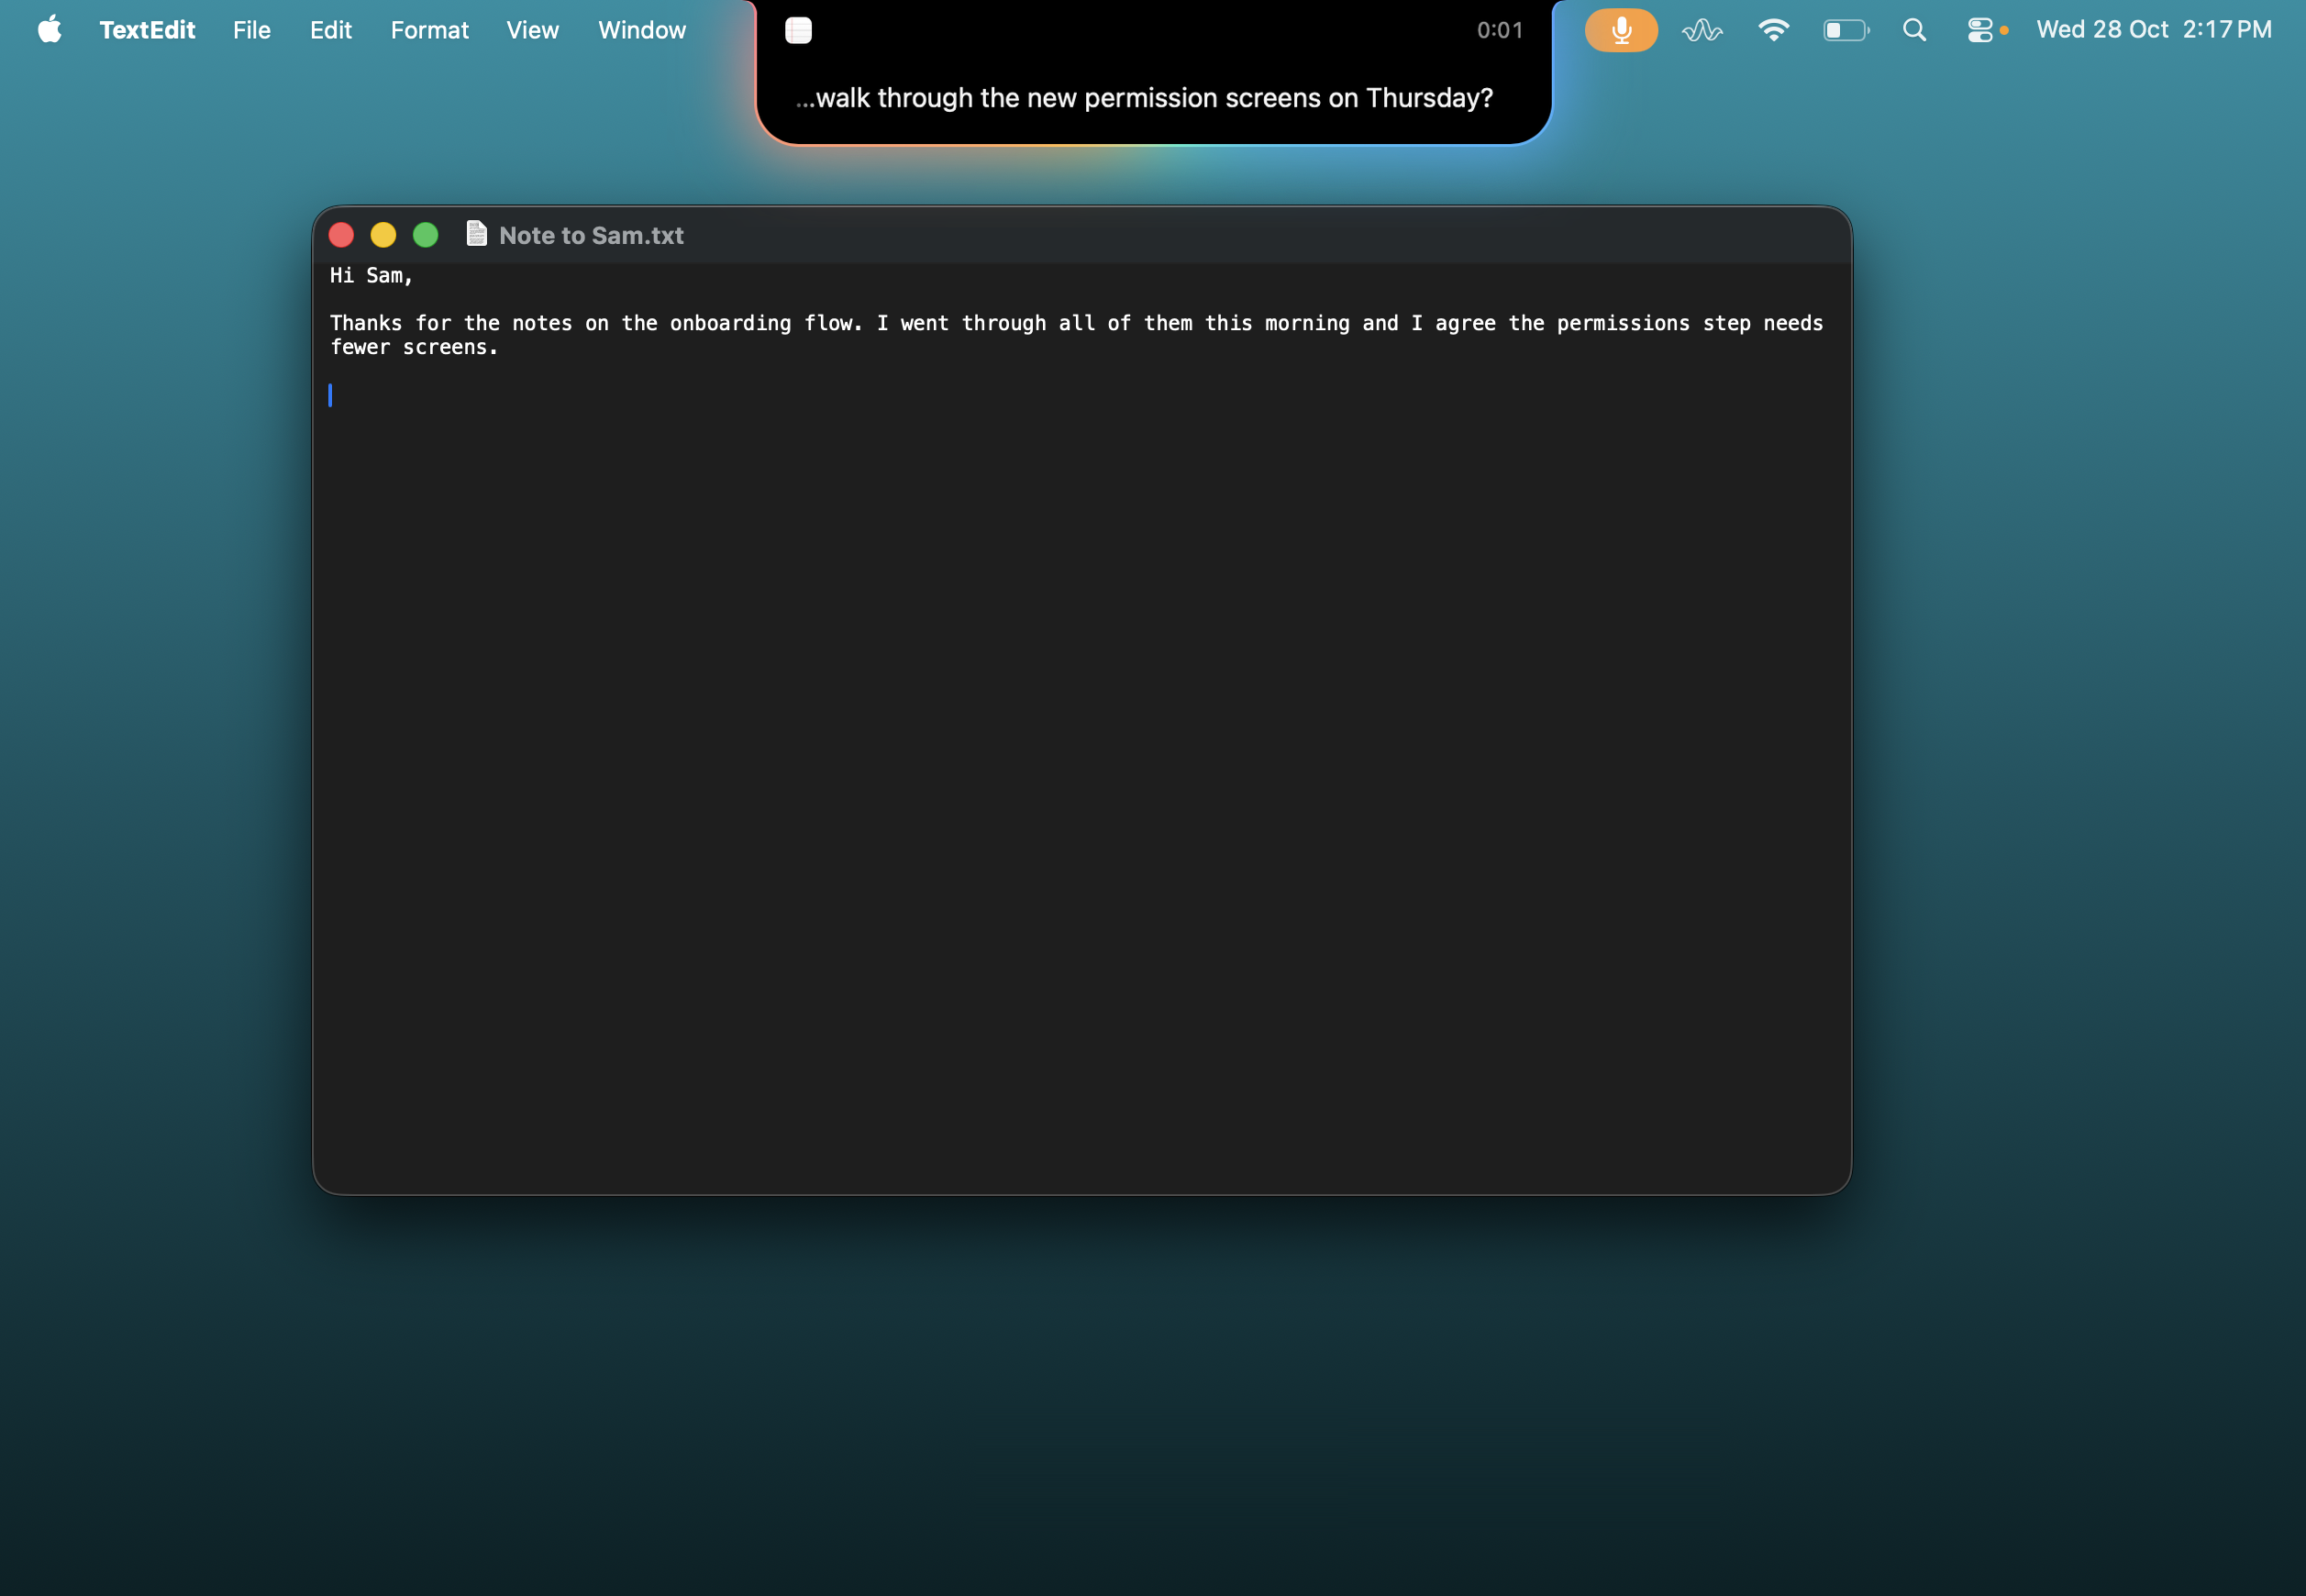 TextEdit File Edit Format View Window 0:01 Wed 28 Oct 2:17 PM
...walk through the new permission screens on Thursday?
Note to Sam.txt
Hi Sam,
Thanks for the notes on the onboarding flow. I went through all of them this morning and I agree the permissions step needs
fewer screens.